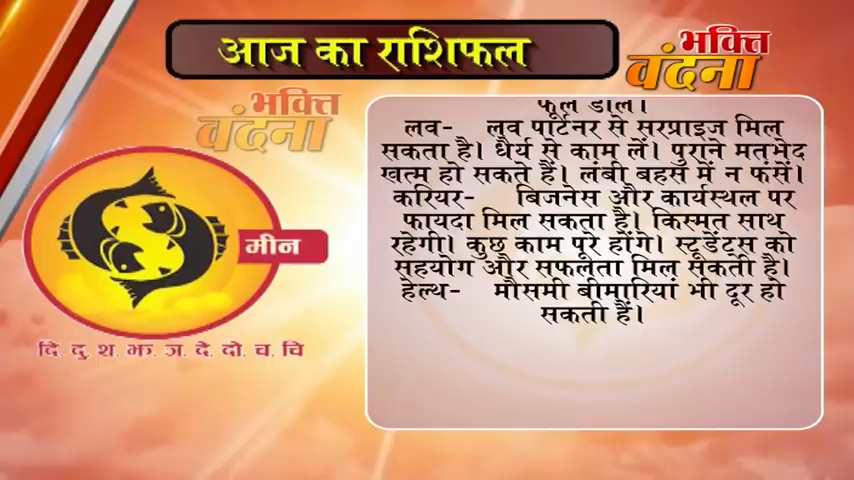 आज का राशिफल
भक्ति
वंदना
भक्ति
वंदना
मीन
दि. दु. श. झ. ञ. दे. दो. च. चि
फूल डालें।
लव- लव पार्टनर से सरप्राइज मिल
सकता है। धैर्य से काम लें। पुराने मतभेद
खत्म हो सकते हैं। लंबी बहस में न फंसें।
करियर- बिजनेस और कार्यस्थल पर
फायदा मिल सकता है। किस्मत साथ
रहेगी। कुछ काम पूरे होंगे। स्टूडेंट्स को
सहयोग और सफलता मिल सकती है।
हेल्थ- मौसमी बीमारियां भी दूर हो
सकती हैं।